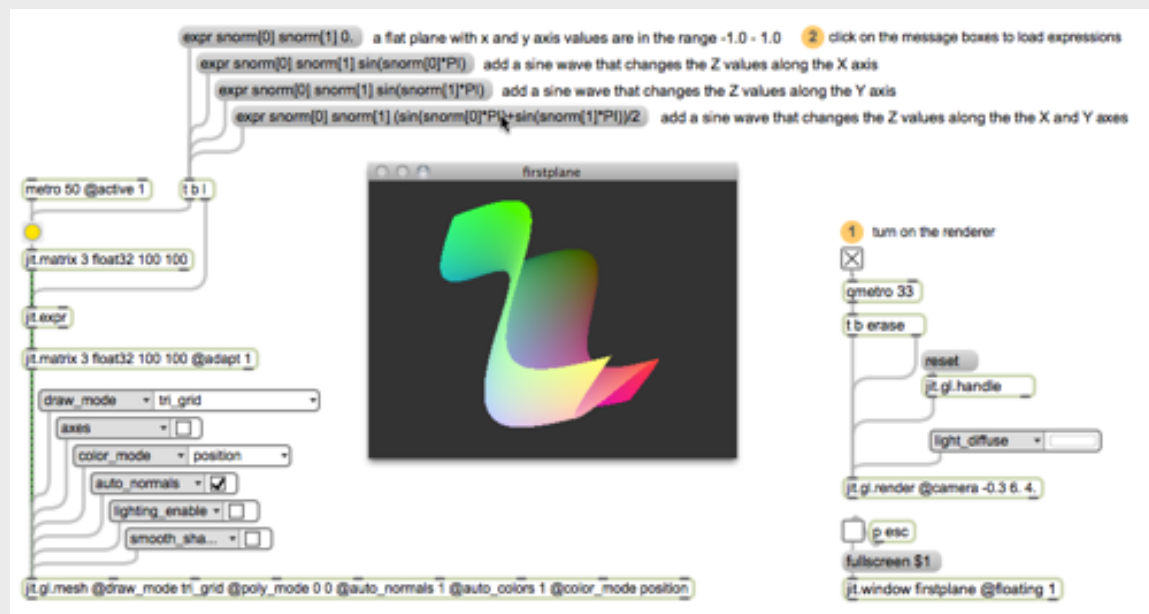 expr snorm[0] snorm[1] 0. a flat plane with x and y axis values are in the range -1.0 - 1.0 2 click on the message boxes to load expressions
expr snorm[0] snorm[1] sin(snorm[0]*PI) add a sine wave that changes the Z values along the X axis
expr snorm[0] snorm[1] sin(snorm[1]*PI) add a sine wave that changes the Z values along the Y axis
expr snorm[0] snorm[1] (sin(snorm[0]*PI)+sin(snorm[1]*PI))/2 add a sine wave that changes the Z values along the the X and Y axes
firstplane
metro 50 @active 1 t b l
1 turn on the renderer
jit.matrix 3 float32 100 100
qmetro 33
jit.expr
t b erase
jit.matrix 3 float32 100 100 @adapt 1
reset
jit.gl.handle
draw_mode tri_grid
axes
light_diffuse
color_mode position
auto_normals
jit.gl.render @camera -0.3 6. 4.
lighting_enable
smooth_sha...
p esc
fullscreen $1
jit.gl.mesh @draw_mode tri_grid @poly_mode 0 0 @auto_normals 1 @auto_colors 1 @color_mode position
jit.window firstplane @floating 1